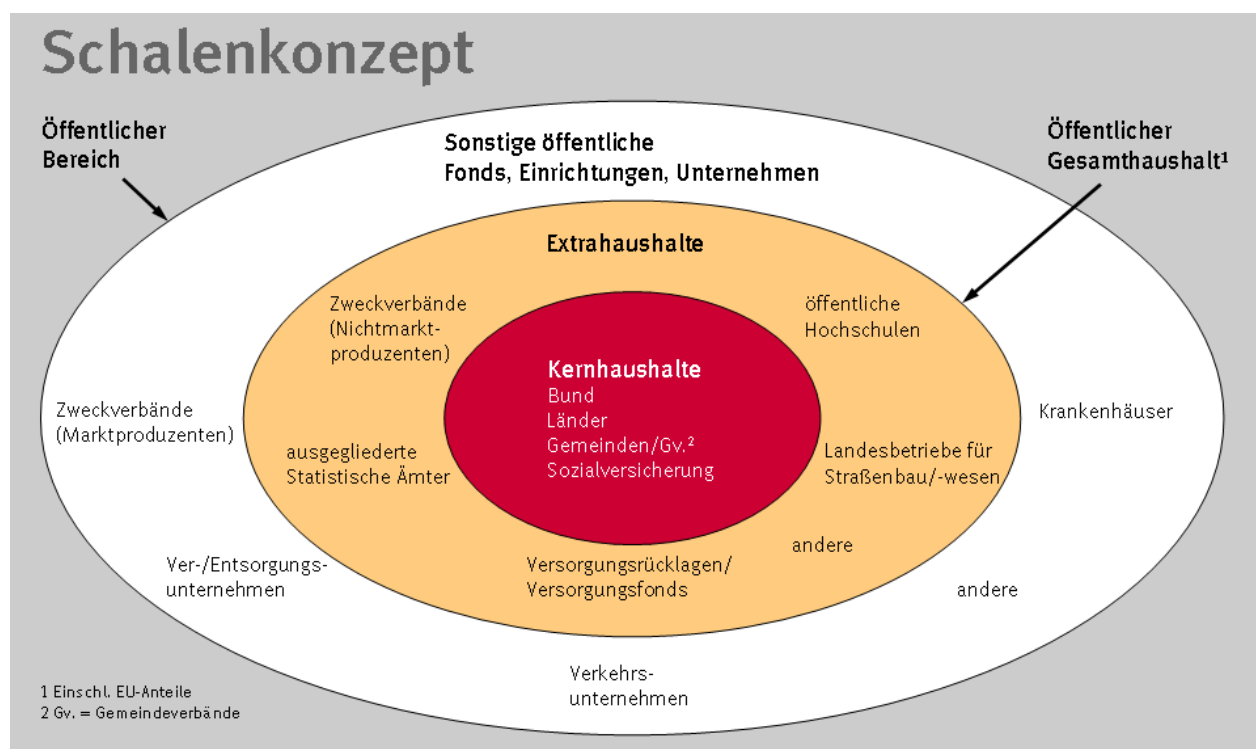 Schalenkonzept
Öffentlicher
Bereich
Sonstige öffentliche
Fonds, Einrichtungen, Unternehmen
Öffentlicher
Gesamthaushalt¹
Extrahaushalte
Zweckverbände
(Nichtmarkt-
produzenten)
öffentliche
Hochschulen
Kernhaushalte
Bund
Länder
Gemeinden/Gv.²
Sozialversicherung
Zweckverbände
(Marktproduzenten)
Krankenhäuser
ausgegliederte
Statistische Ämter
Landesbetriebe für
Straßenbau/-wesen
andere
Ver-/Entsorgungs-
unternehmen
Versorgungsrücklagen/
Versorgungsfonds
andere
Verkehrs-
unternehmen
1 Einschl. EU-Anteile
2 Gv. = Gemeindeverbände